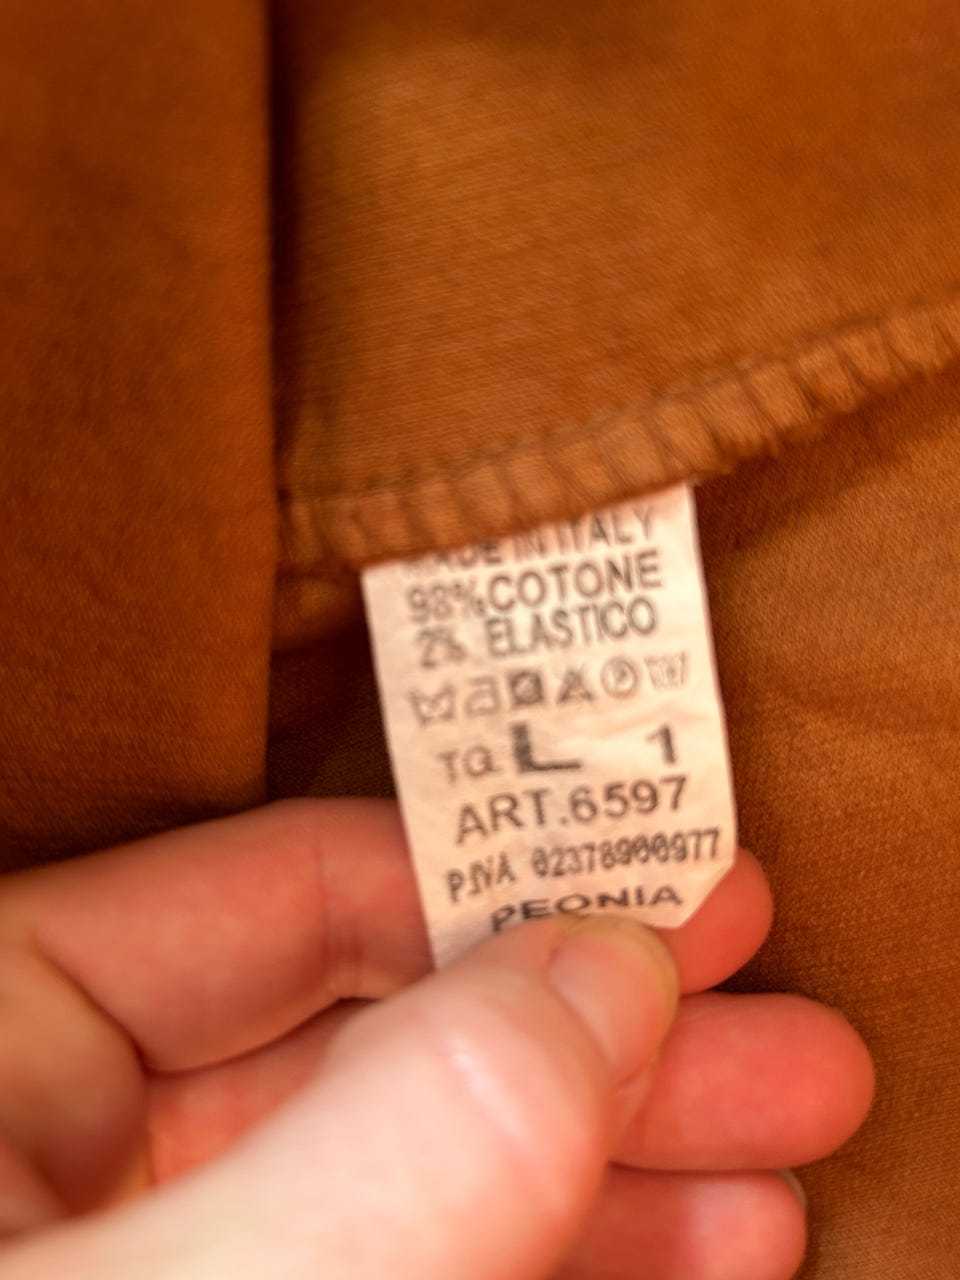 MADE IN ITALY
98% COTONE
2% ELASTICO
TG. L 1
ART.6597
P.IVA 02378900977
PEONIA